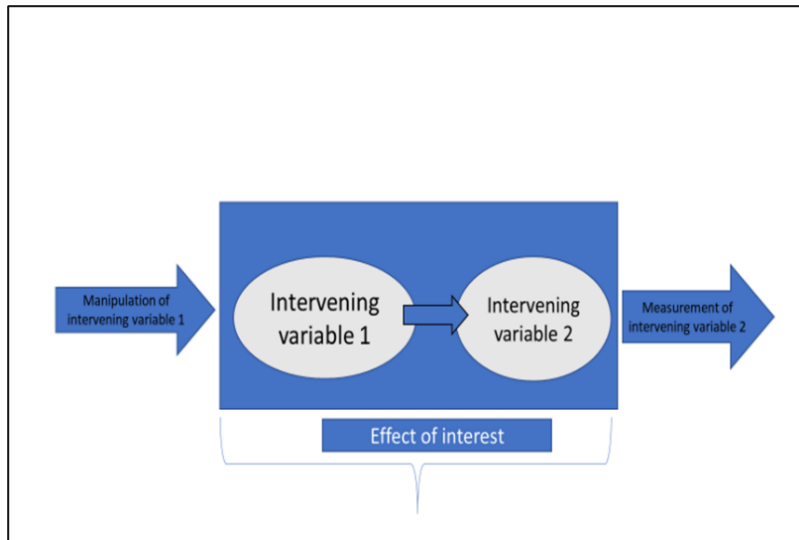 Manipulation of
intervening variable 1
Intervening
variable 1
Intervening
variable 2
Measurement of
intervening variable 2
Effect of interest